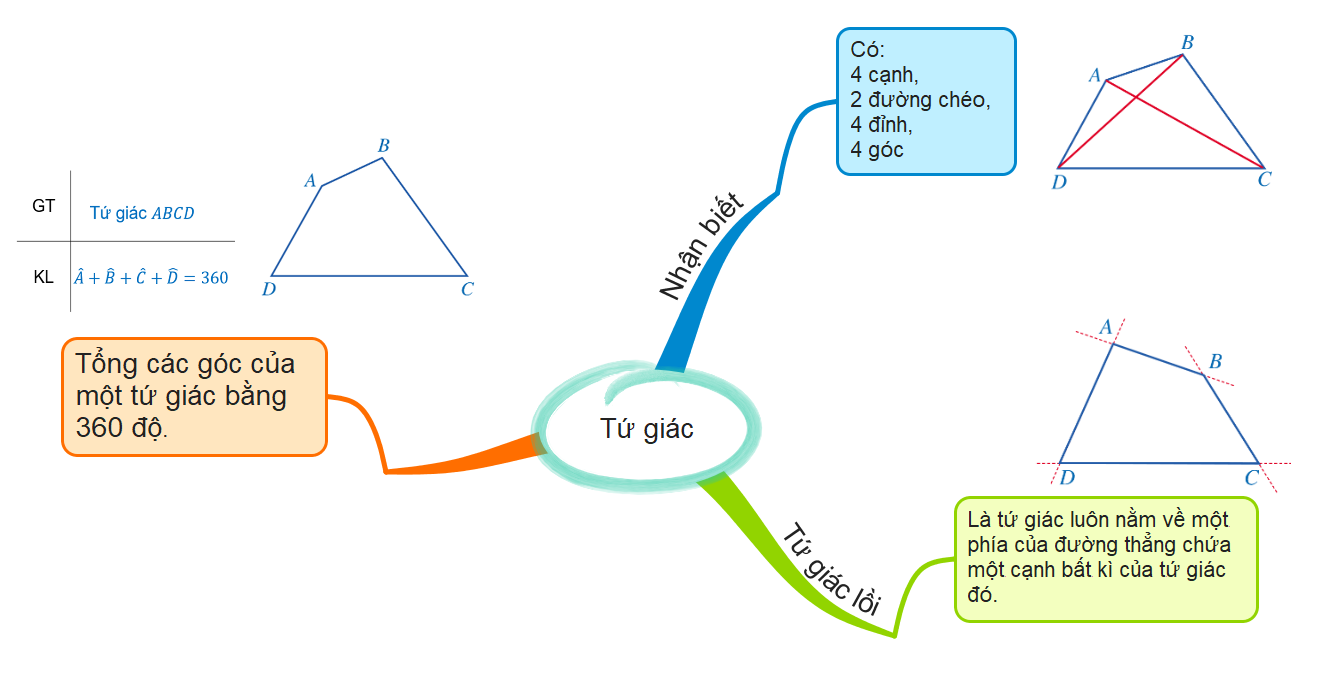 Tứ giác
Nhận biết
Có:
4 cạnh,
2 đường chéo,
4 đỉnh,
4 góc
A
B
C
D
Tứ giác lồi
Là tứ giác luôn nằm về một
phía của đường thẳng chứa
một cạnh bất kì của tứ giác
đó.
A
B
C
D
Tổng các góc của
một tứ giác bằng
360 độ.
GT
Tứ giác ABCD
KL
Â + B̂ + Ĉ + D̂ = 360
A
B
C
D